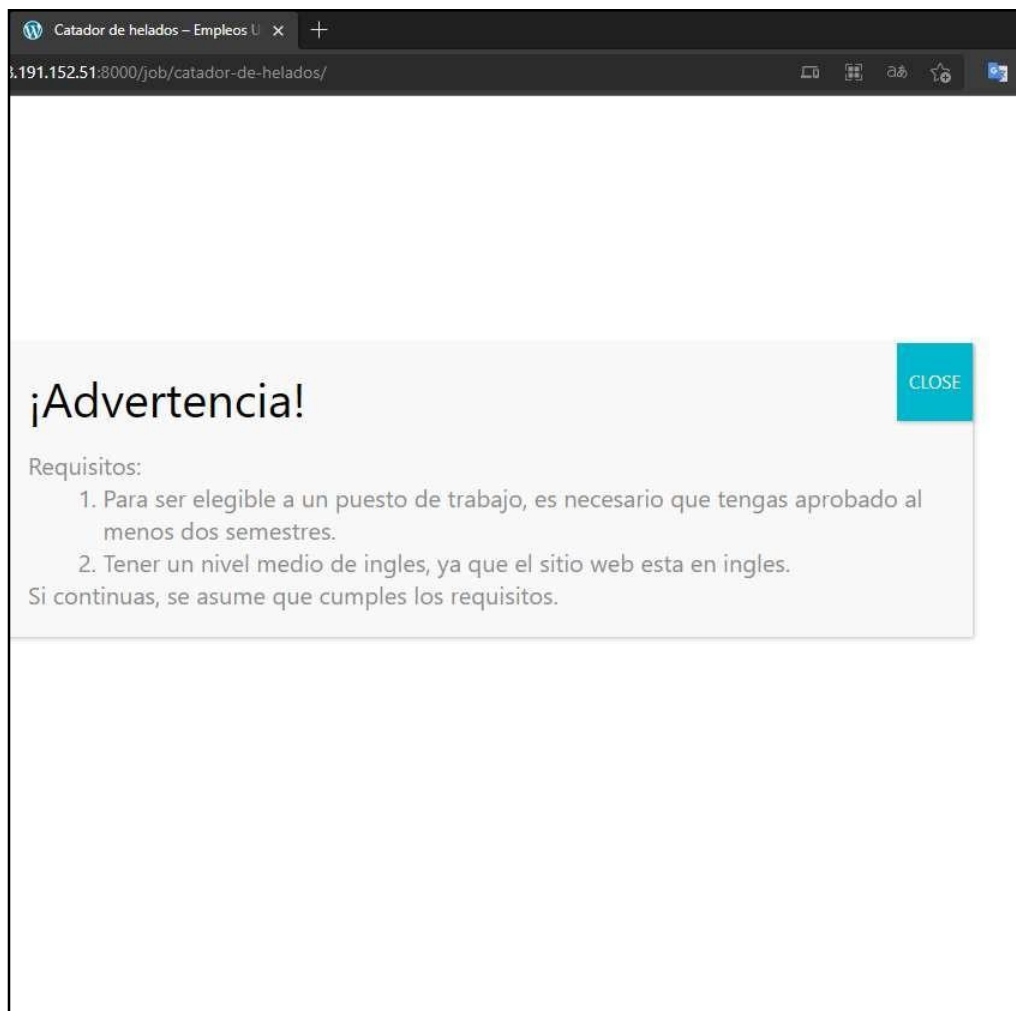 Catador de helados – Empleos U
.191.152.51:8000/job/catador-de-helados/
CLOSE
¡Advertencia!
Requisitos:
1. Para ser elegible a un puesto de trabajo, es necesario que tengas aprobado al
menos dos semestres.
2. Tener un nivel medio de ingles, ya que el sitio web esta en ingles.
Si continuas, se asume que cumples los requisitos.